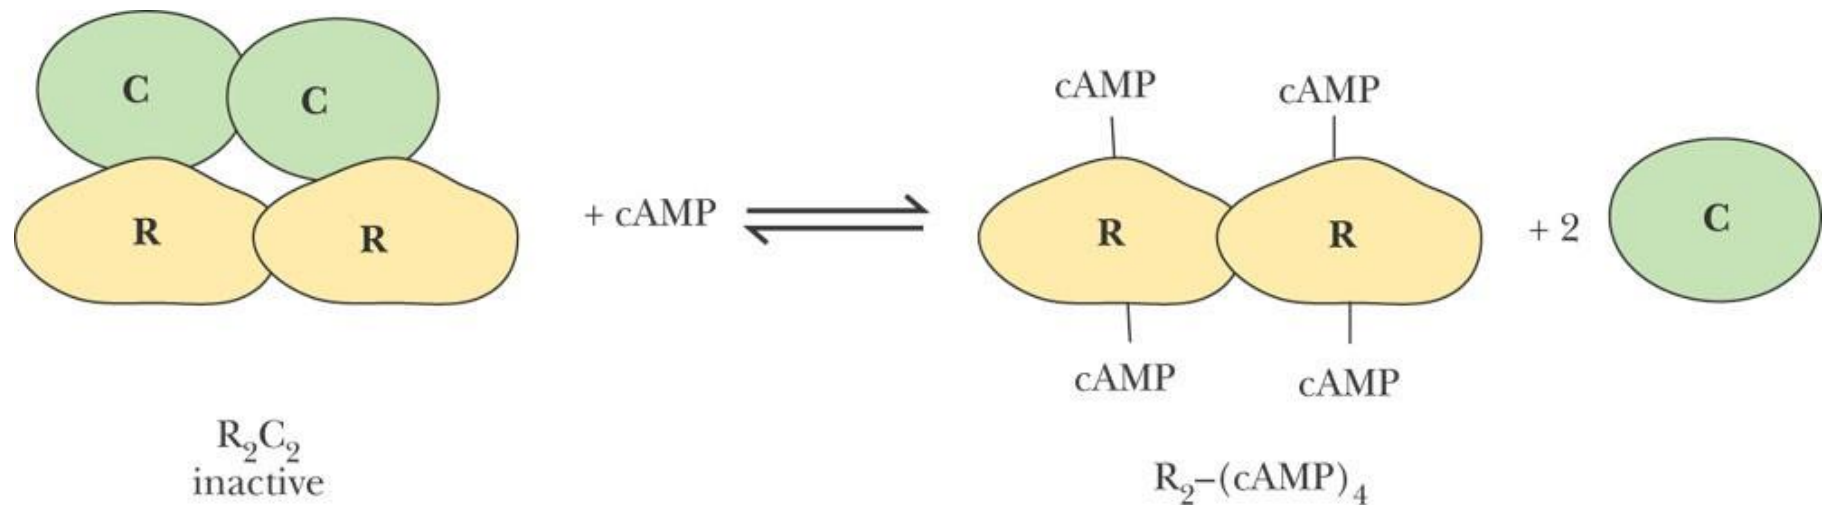 C
C
R
R
+ cAMP
cAMP
cAMP
R
R
cAMP
cAMP
+ 2
C
R₂C₂
inactive
R₂–(cAMP)₄